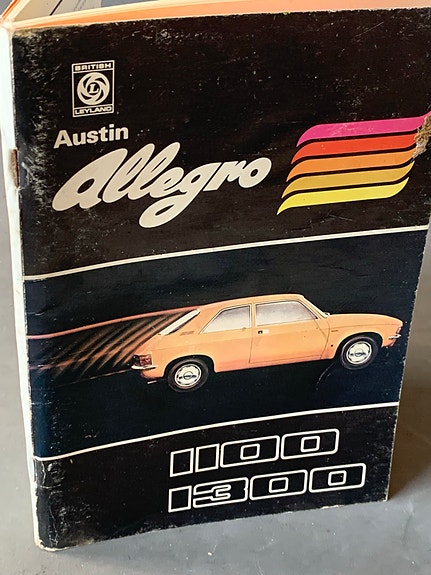 BRITISH
L
LEYLAND
Austin
Allegro
1100
1300